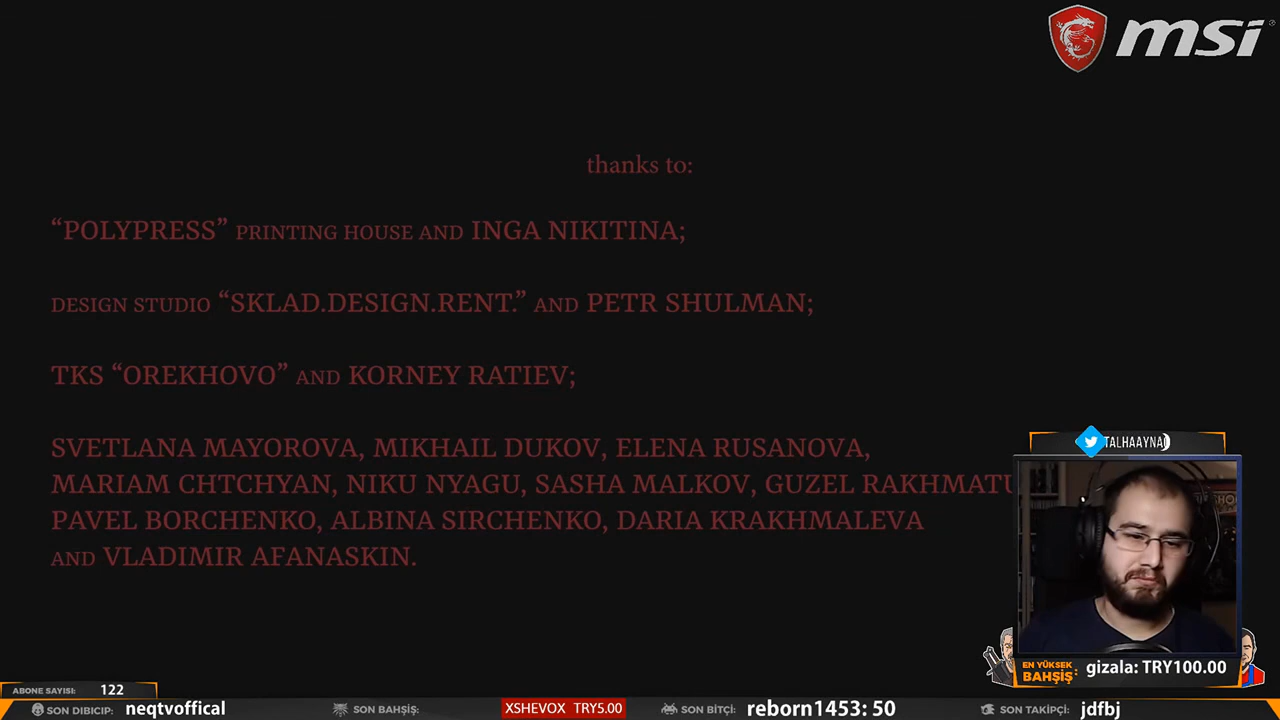 msi
thanks to:
“POLYPRESS” PRINTING HOUSE AND INGA NIKITINA;
DESIGN STUDIO “SKLAD.DESIGN.RENT.” AND PETR SHULMAN;
TKS “OREKHOVO” AND KORNEY RATIEV;
SVETLANA MAYOROVA, MIKHAIL DUKOV, ELENA RUSANOVA,
MARIAM CHTCHYAN, NIKU NYAGU, SASHA MALKOV, GUZEL
PAVEL BORCHENKO, ALBINA SIRCHENKO, DARIA KRAKHMALEVA
AND VLADIMIR AFANASKIN.
EN YÜKSEK
BAHŞİŞ: gizala: TRY100.00
ABONE SAYISI: 122
SON DIBICIP: neqtvoffical
SON BAHŞİŞ: XSHEVOX TRY5.00
SON BİTÇİ: reborn1453: 50
SON TAKİPÇİ: jdfbj